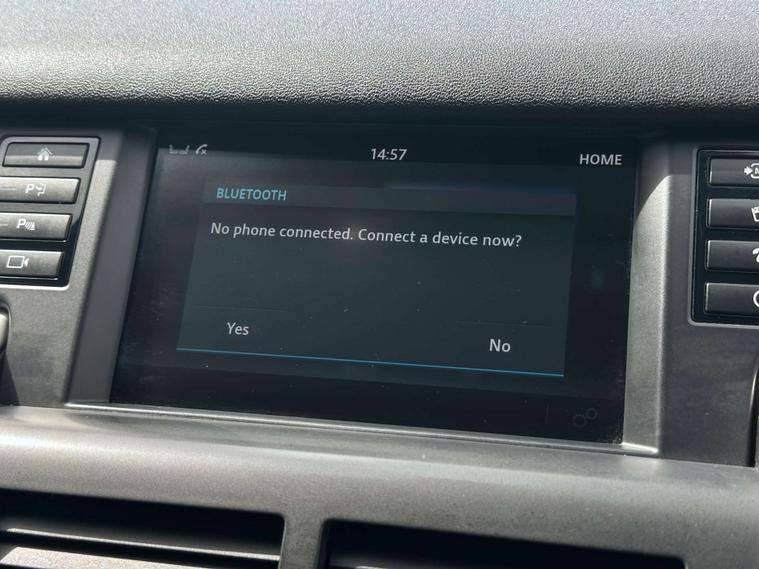 14:57
HOME
BLUETOOTH
No phone connected. Connect a device now?
Yes
No
P
P